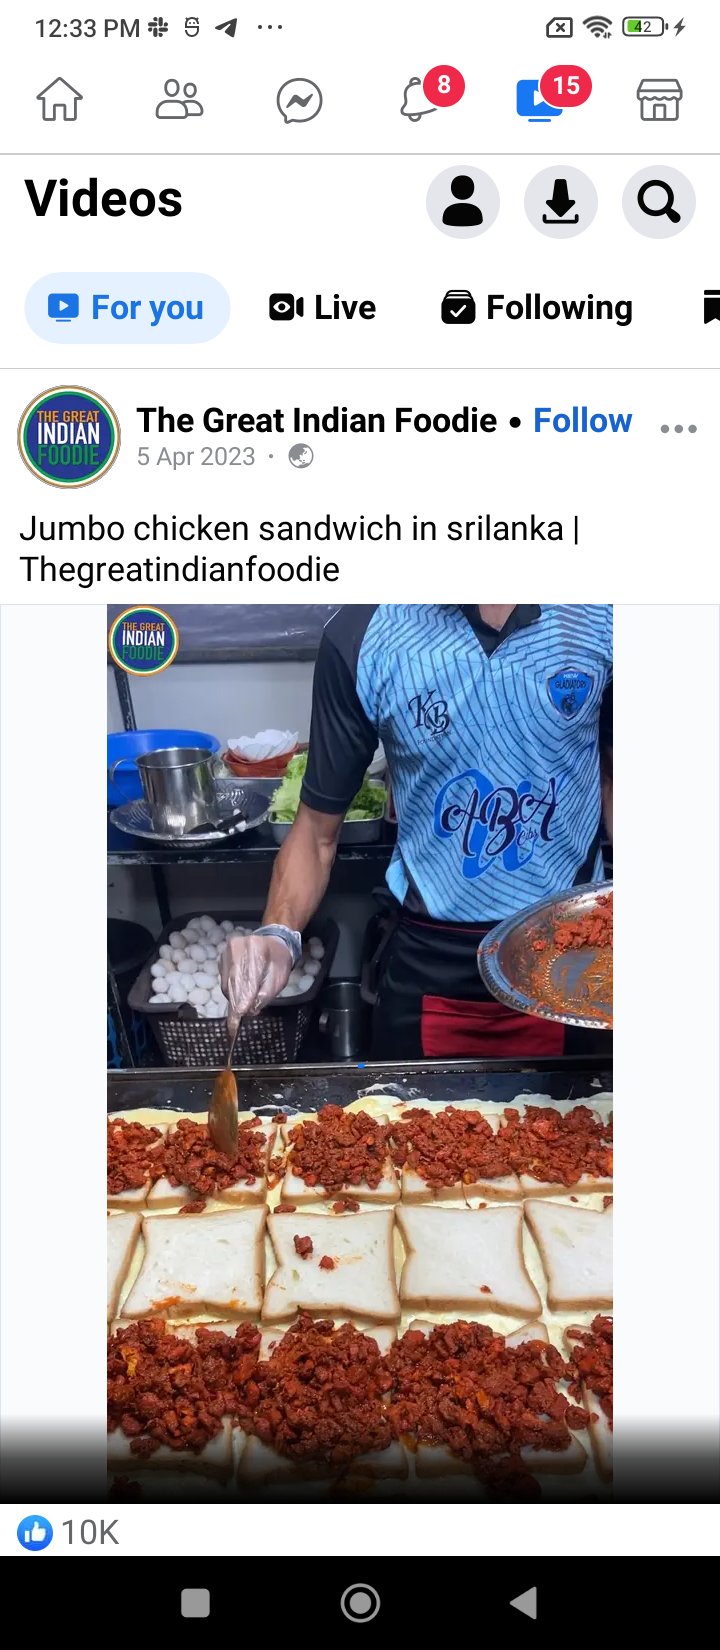 12:33 PM
42
8
15
Videos
For you
Live
Following
THE GREAT
INDIAN
FOODIE
The Great Indian Foodie • Follow
5 Apr 2023 ·
Jumbo chicken sandwich in srilanka |
Thegreatindianfoodie
THE GREAT
INDIAN
FOODIE
KB
GLADIATORS
ABA
10K